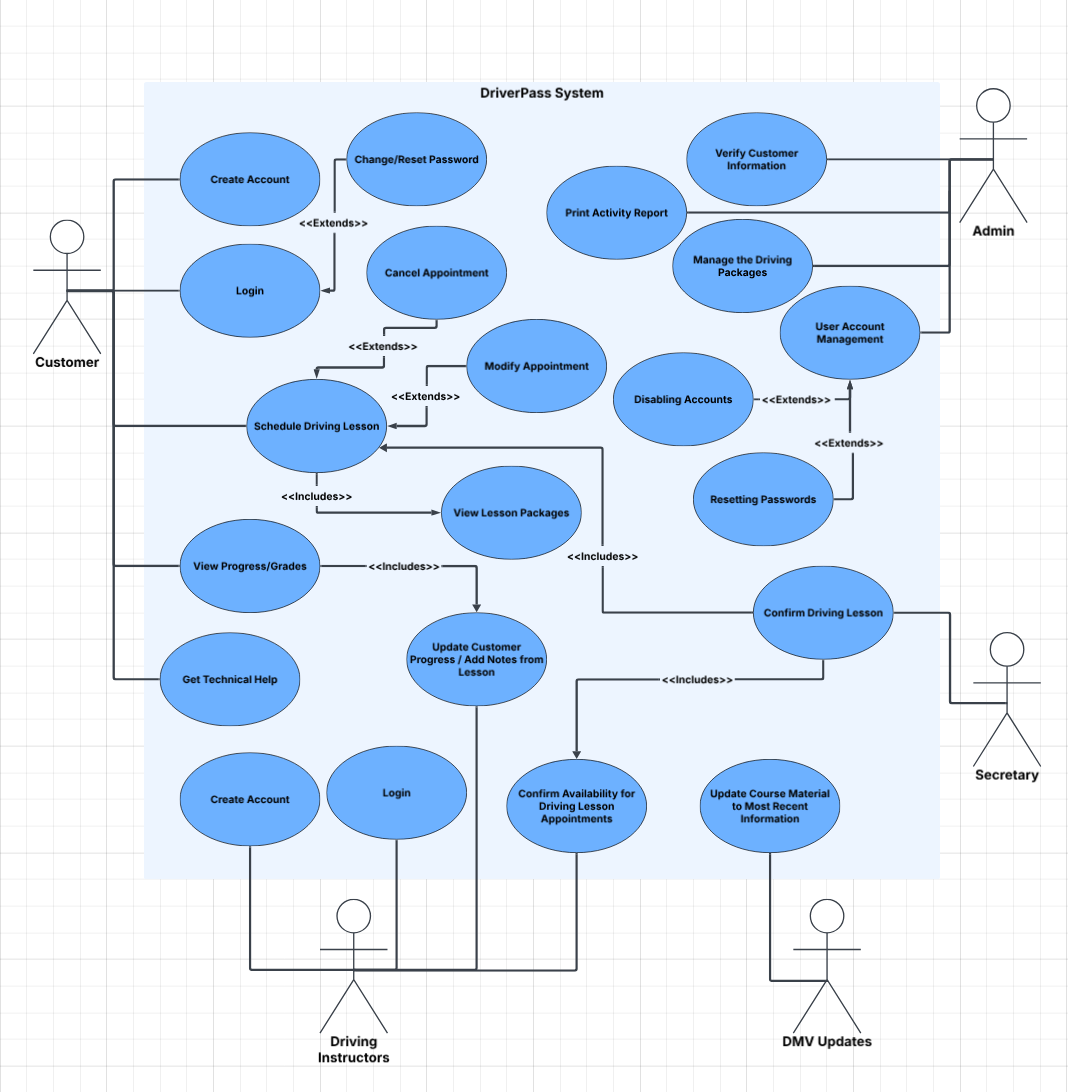 DriverPass System
Create Account
Change/Reset Password
Verify Customer
Information
Print Activity Report
<<Extends>>
Admin
Login
Cancel Appointment
Manage the Driving
Packages
Customer
<<Extends>>
User Account
Management
Modify Appointment
<<Extends>>
Disabling Accounts
<<Extends>>
Schedule Driving Lesson
<<Extends>>
<<Includes>>
View Lesson Packages
Resetting Passwords
<<Includes>>
View Progress/Grades
<<Includes>>
Confirm Driving Lesson
Update Customer
Progress / Add Notes from
Lesson
Get Technical Help
<<Includes>>
Secretary
Create Account
Login
Confirm Availability for
Driving Lesson
Appointments
Update Course Material
to Most Recent
Information
Driving
Instructors
DMV Updates